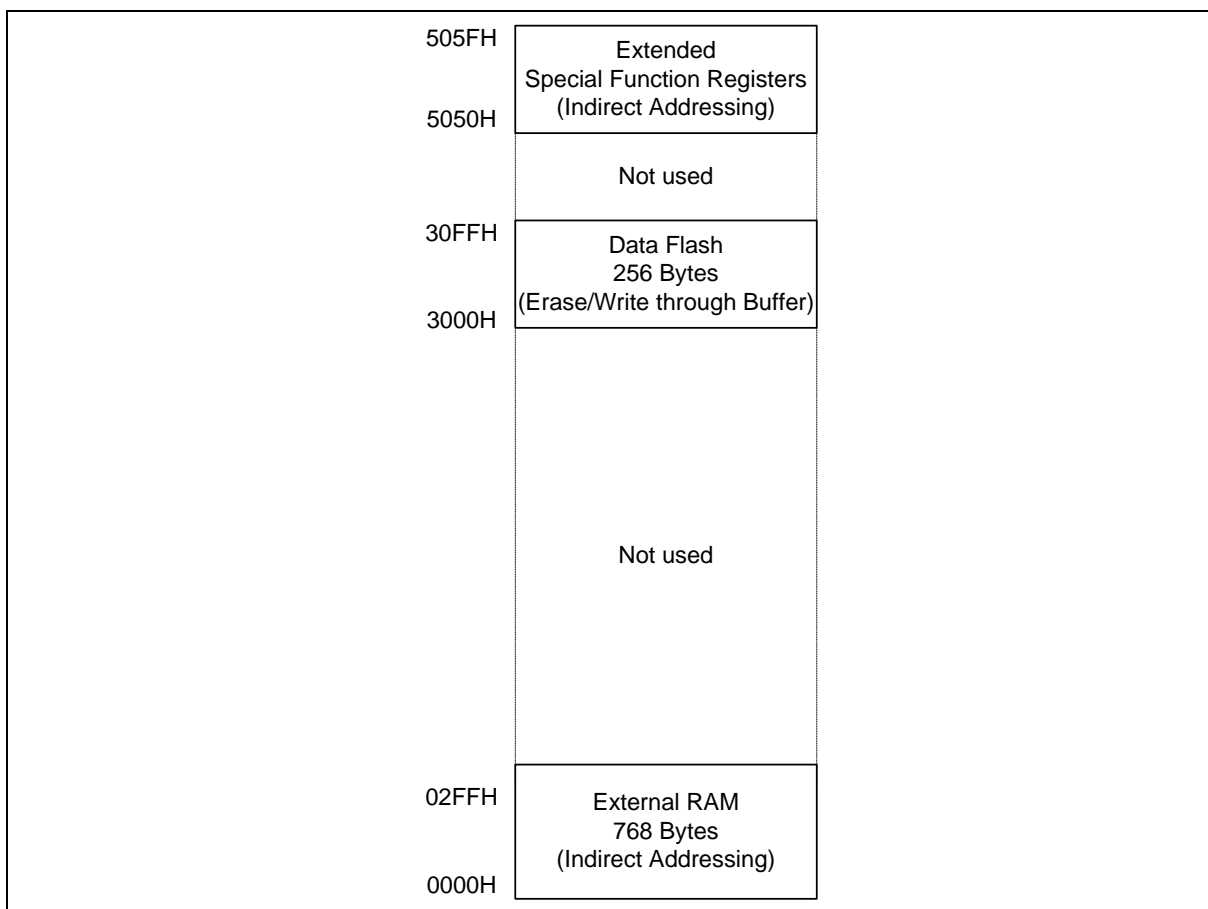 505FH
Extended
Special Function Registers
(Indirect Addressing)
5050H
Not used
30FFH
Data Flash
256 Bytes
(Erase/Write through Buffer)
3000H
Not used
02FFH
External RAM
768 Bytes
(Indirect Addressing)
0000H